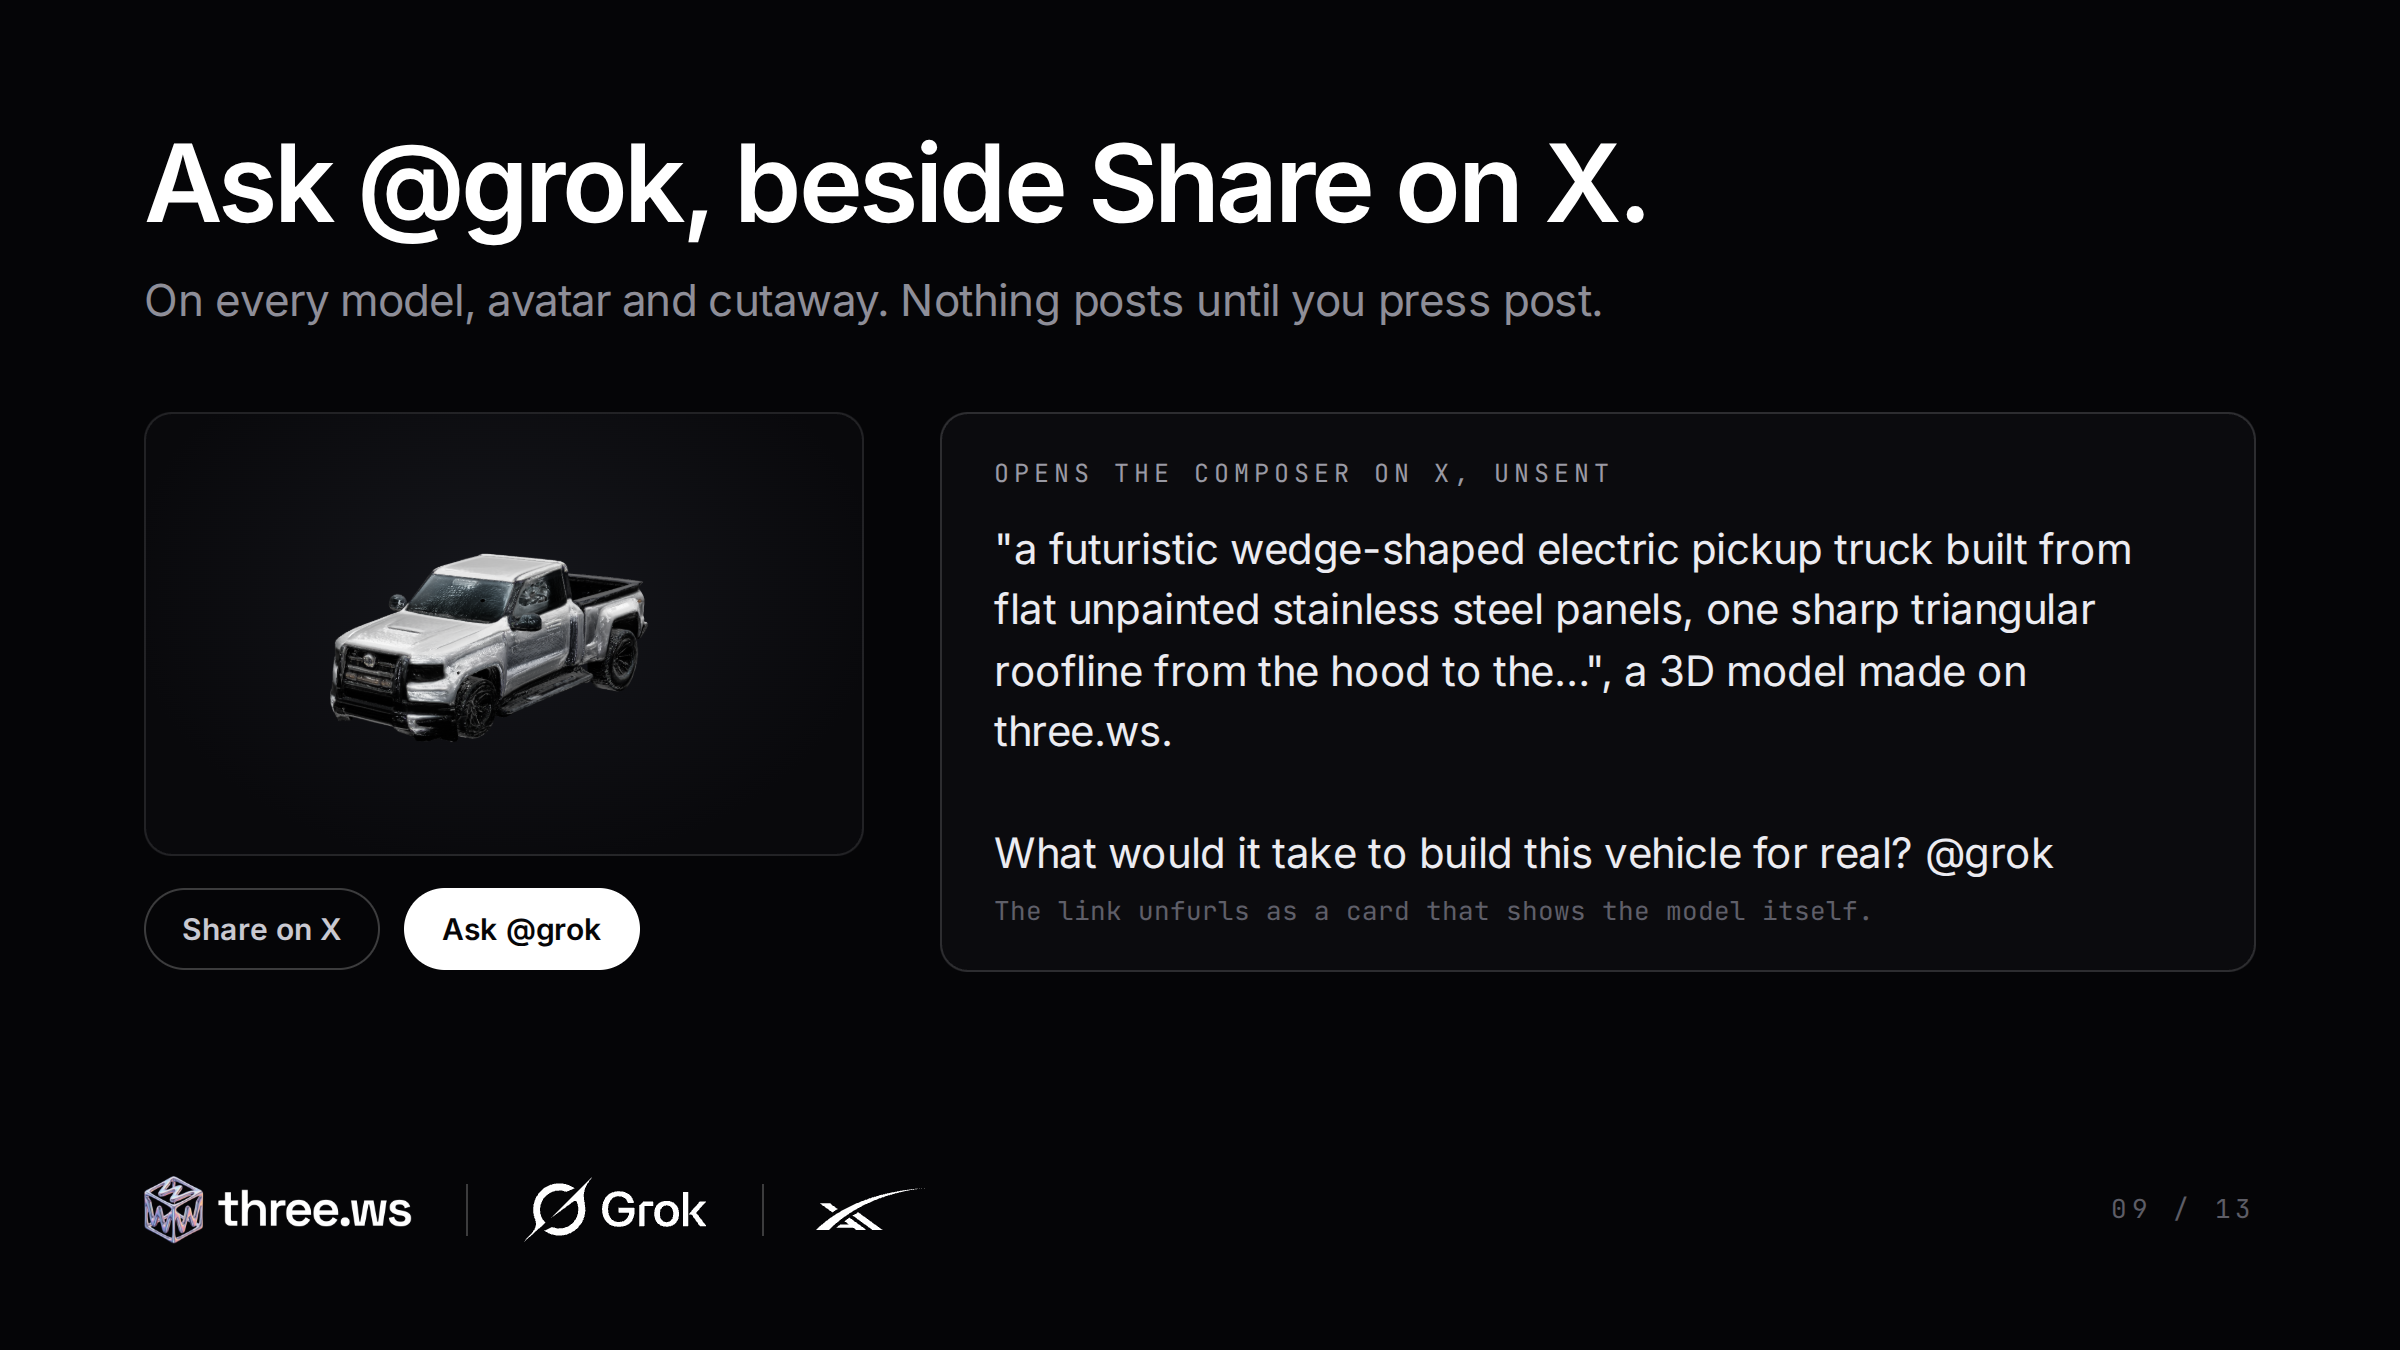 Ask @grok, beside Share on X.
On every model, avatar and cutaway. Nothing posts until you press post.
OPENS THE COMPOSER ON X, UNSENT
"a futuristic wedge-shaped electric pickup truck built from
flat unpainted stainless steel panels, one sharp triangular
roofline from the hood to the...", a 3D model made on
three.ws.
What would it take to build this vehicle for real? @grok
The link unfurls as a card that shows the model itself.
Share on X
Ask @grok
three.ws
Grok
09 / 13